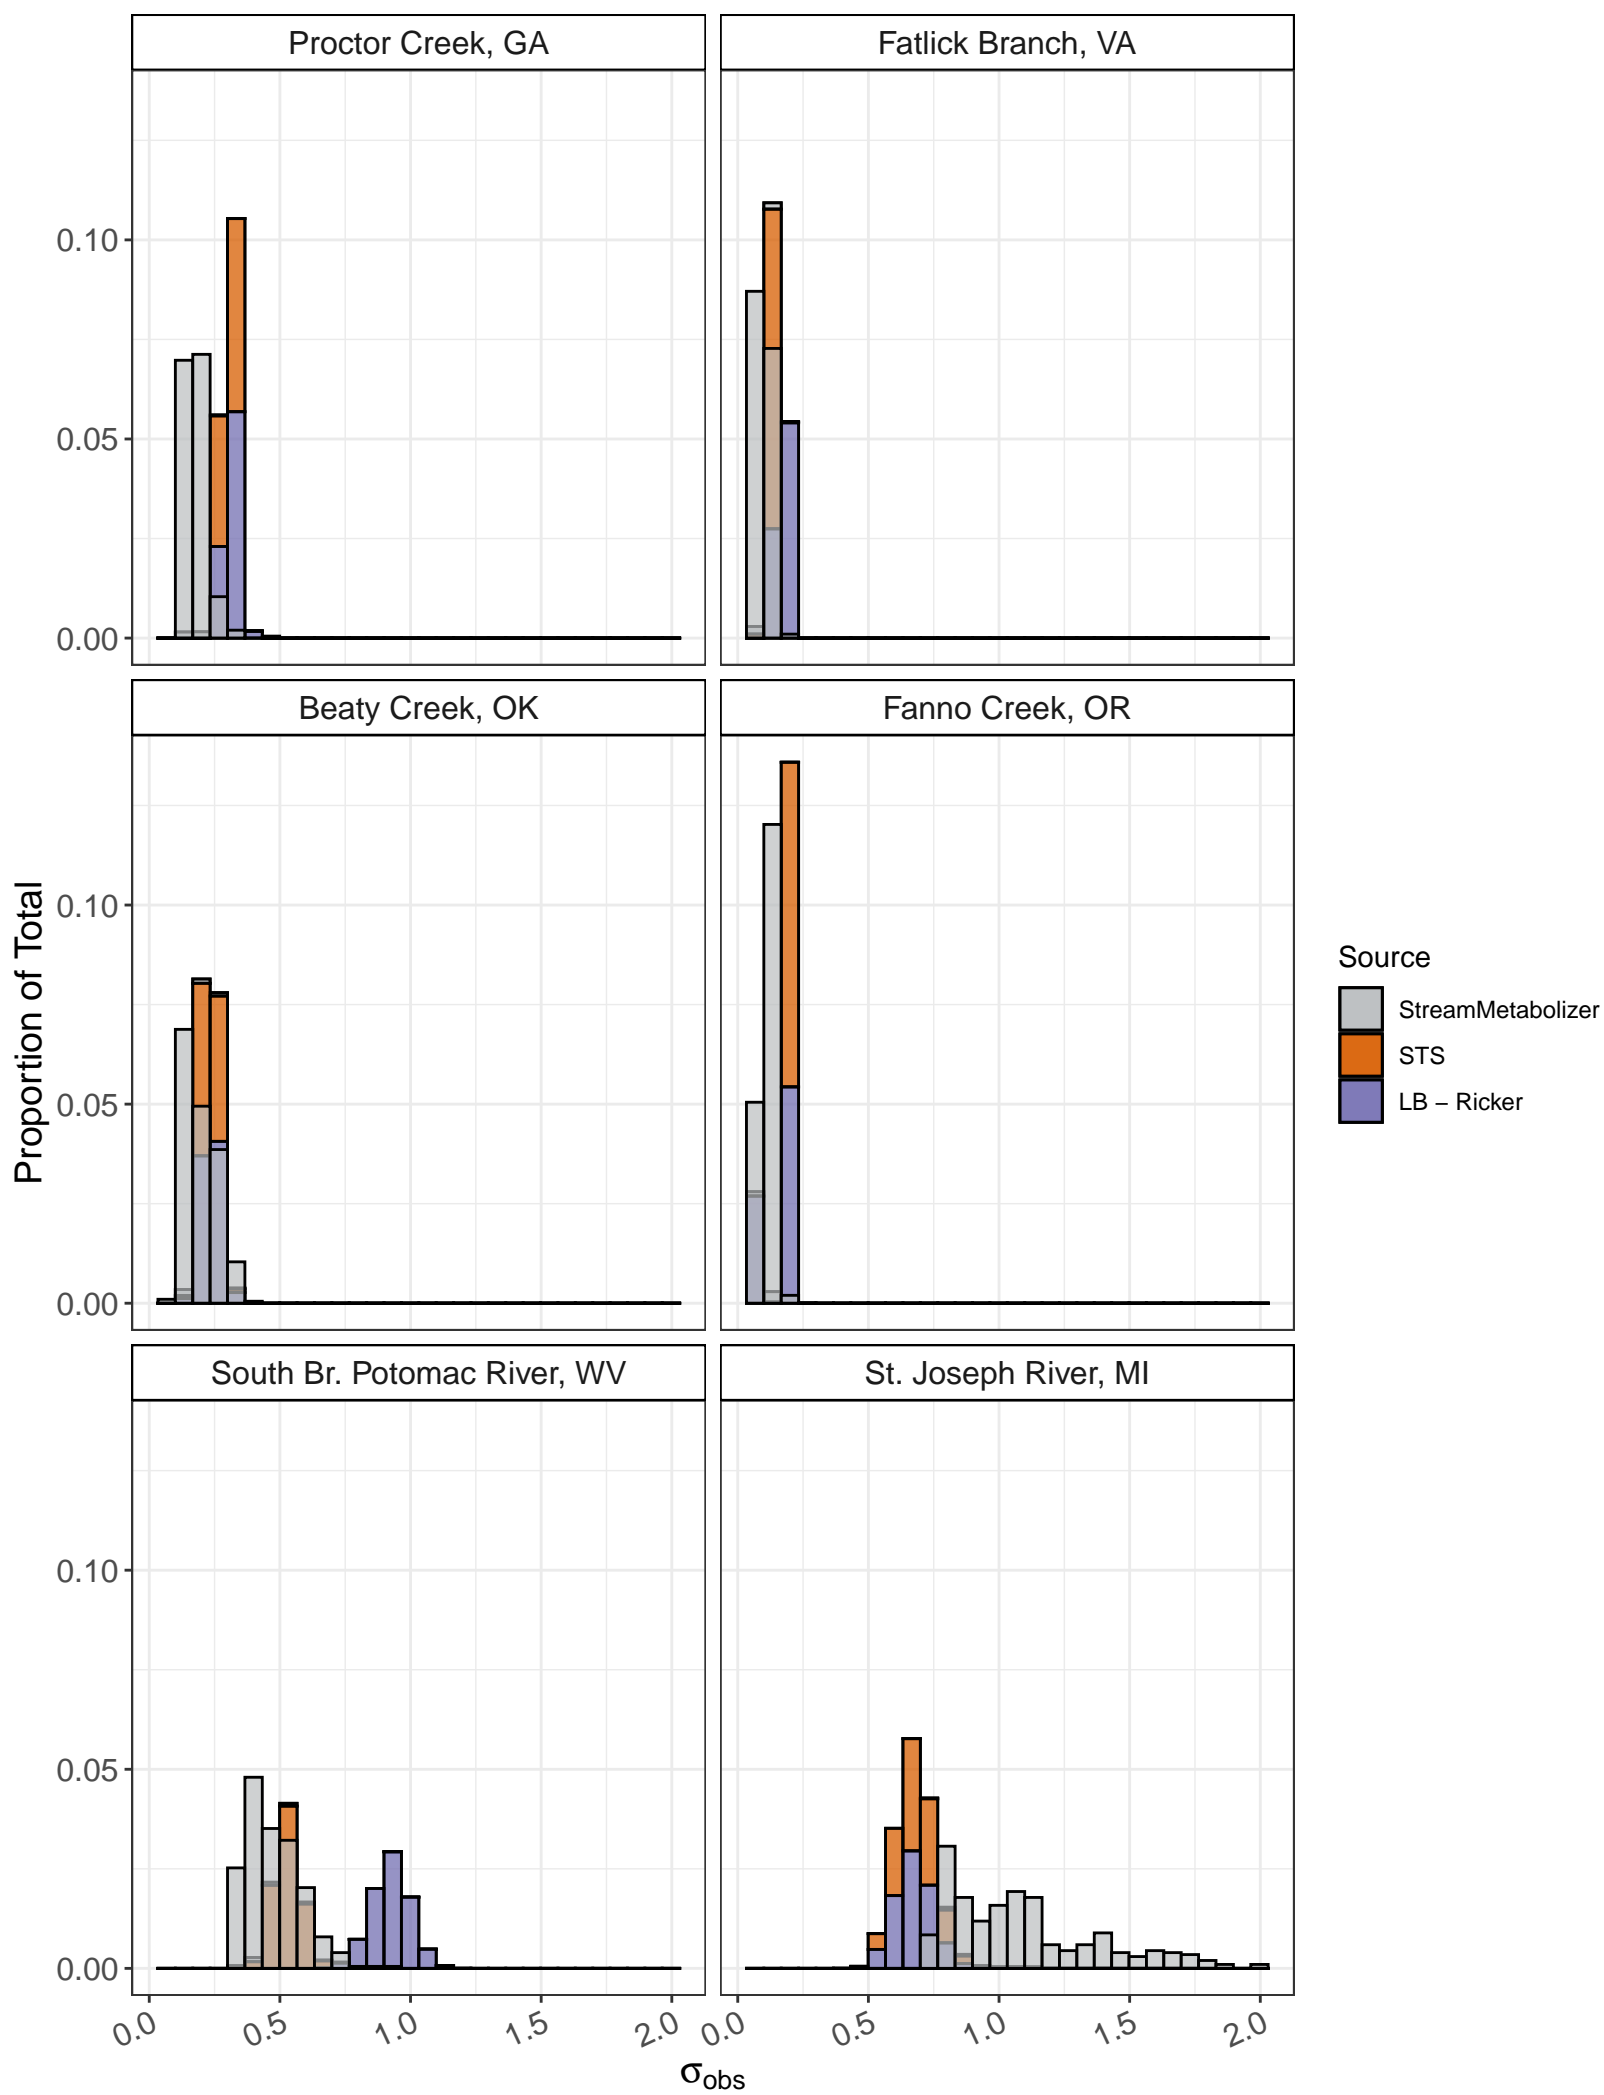 Proctor Creek, GA
Fatlick Branch, VA
0.10
0.05
0.00
Beaty Creek, OK
Fanno Creek, OR
0.10
0.05
0.00
Proportion of Total
Source
StreamMetabolizer
STS
LB − Ricker
South Br. Potomac River, WV
St. Joseph River, MI
0.10
0.05
0.00
0.0 0.5 1.0 1.5 2.0 0.0 0.5 1.0 1.5 2.0
σobs